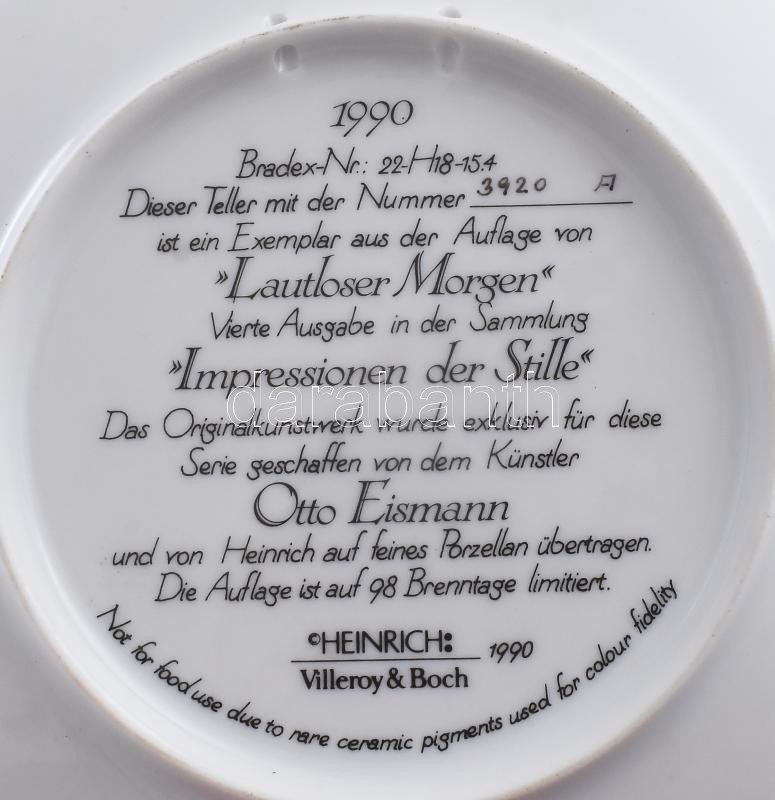 1990
Bradex-Nr.: 22-H18-15.4
Dieser Teller mit der Nummer 3920 A
ist ein Exemplar aus der Auflage von
»Lautloser Morgen«
Vierte Ausgabe in der Sammlung
»Impressionen der Stille«
darabanth
Das Originalkunstwerk wurde exklusiv für diese
Serie geschaffen von dem Künstler
Otto Eismann
und von Heinrich auf feines Porzellan übertragen.
Die Auflage ist auf 98 Brenntage limitiert.
©HEINRICH:
Villeroy & Boch
1990
Not for food use due to rare ceramic pigments used for colour fidelity